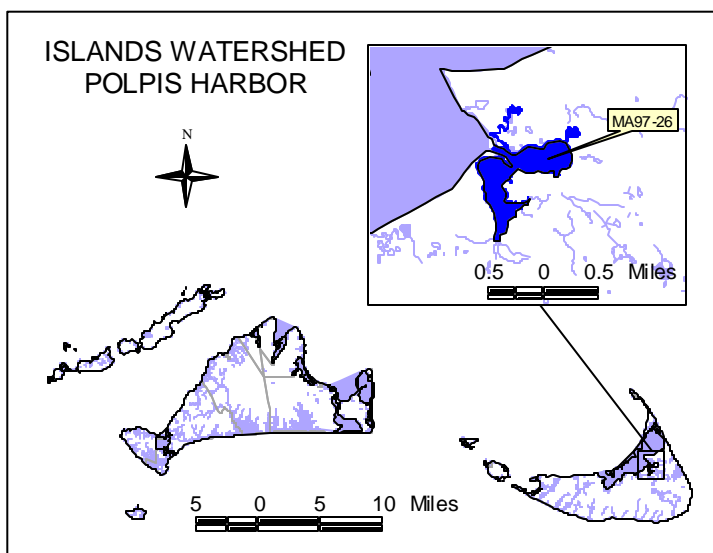 ISLANDS WATERSHED
POLPIS HARBOR
N
MA97-26
0.5 0 0.5 Miles
5 0 5 10 Miles